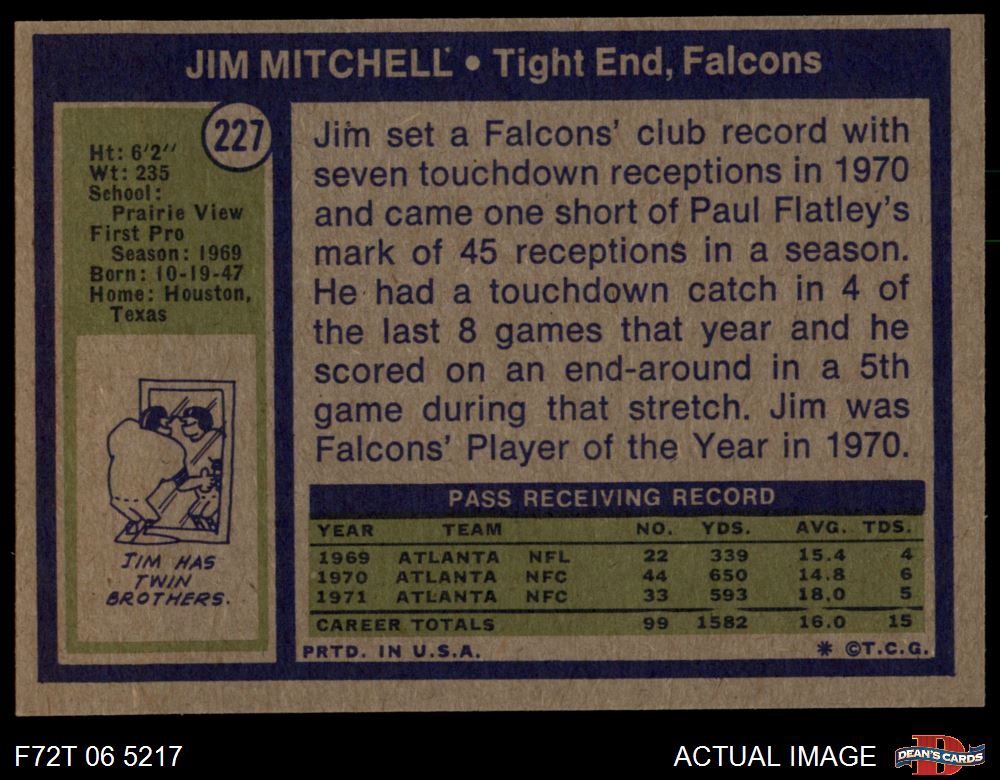 JIM MITCHELL • Tight End, Falcons
227
Ht: 6'2''
Wt: 235
School:
Prairie View
First Pro
Season: 1969
Born: 10-19-47
Home: Houston,
Texas
JIM HAS
TWIN
BROTHERS.
Jim set a Falcons' club record with
seven touchdown receptions in 1970
and came one short of Paul Flatley's
mark of 45 receptions in a season.
He had a touchdown catch in 4 of
the last 8 games that year and he
scored on an end-around in a 5th
game during that stretch. Jim was
Falcons' Player of the Year in 1970.
PASS RECEIVING RECORD
YEAR TEAM NO. YDS. AVG. TDS.
1969 ATLANTA NFL 22 339 15.4 4
1970 ATLANTA NFC 44 650 14.8 6
1971 ATLANTA NFC 33 593 18.0 5
CAREER TOTALS 99 1582 16.0 15
PRTD. IN U.S.A. * ©T.C.G.
F72T 06 5217
ACTUAL IMAGE
D
DEAN'S CARDS